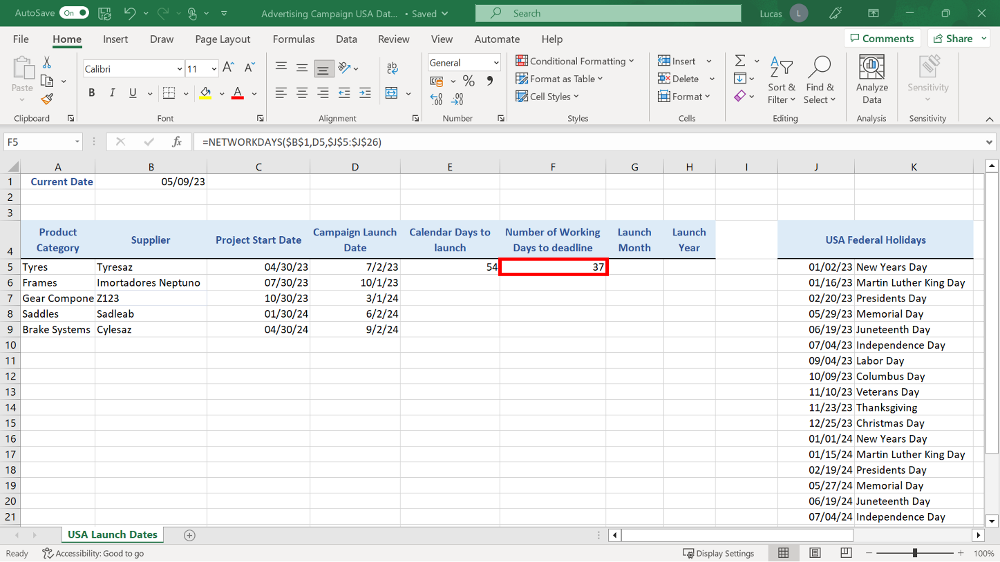 AutoSave On Advertising Campaign USA Dat... • Saved Search Lucas L
File Home Insert Draw Page Layout Formulas Data Review View Automate Help Comments Share
Paste
Clipboard
Calibri 11
B I U A
Font
ab
Alignment
General
% 9
.00
Number
Conditional Formatting
Format as Table
Cell Styles
Styles
Insert
Delete
Format
Cells
Sort & Filter
Find & Select
Editing
Analyze Data
Analysis
Sensitivity
Sensitivity
F5 fx =NETWORKDAYS($B$1,D5,$J$5:$J$26)
A B C D E F G H I J K
1 Current Date 05/09/23
2
3
4 Product Category Supplier Project Start Date Campaign Launch Date Calendar Days to launch Number of Working Days to deadline Launch Month Launch Year USA Federal Holidays
5 Tyres Tyresaz 04/30/23 7/2/23 54 37 01/02/23 New Years Day
6 Frames Imortadores Neptuno 07/30/23 10/1/23 01/16/23 Martin Luther King Day
7 Gear Compone Z123 10/30/23 3/1/24 02/20/23 Presidents Day
8 Saddles Sadleab 01/30/24 6/2/24 05/29/23 Memorial Day
9 Brake Systems Cylesaz 04/30/24 9/2/24 06/19/23 Juneteenth Day
10 07/04/23 Independence Day
11 09/04/23 Labor Day
12 10/09/23 Columbus Day
13 11/10/23 Veterans Day
14 11/23/23 Thanksgiving
15 12/25/23 Christmas Day
16 01/01/24 New Years Day
17 01/15/24 Martin Luther King Day
18 02/19/24 Presidents Day
19 05/27/24 Memorial Day
20 06/19/24 Juneteenth Day
21 07/04/24 Independence Day
USA Launch Dates
Ready Accessibility: Good to go Display Settings 100%